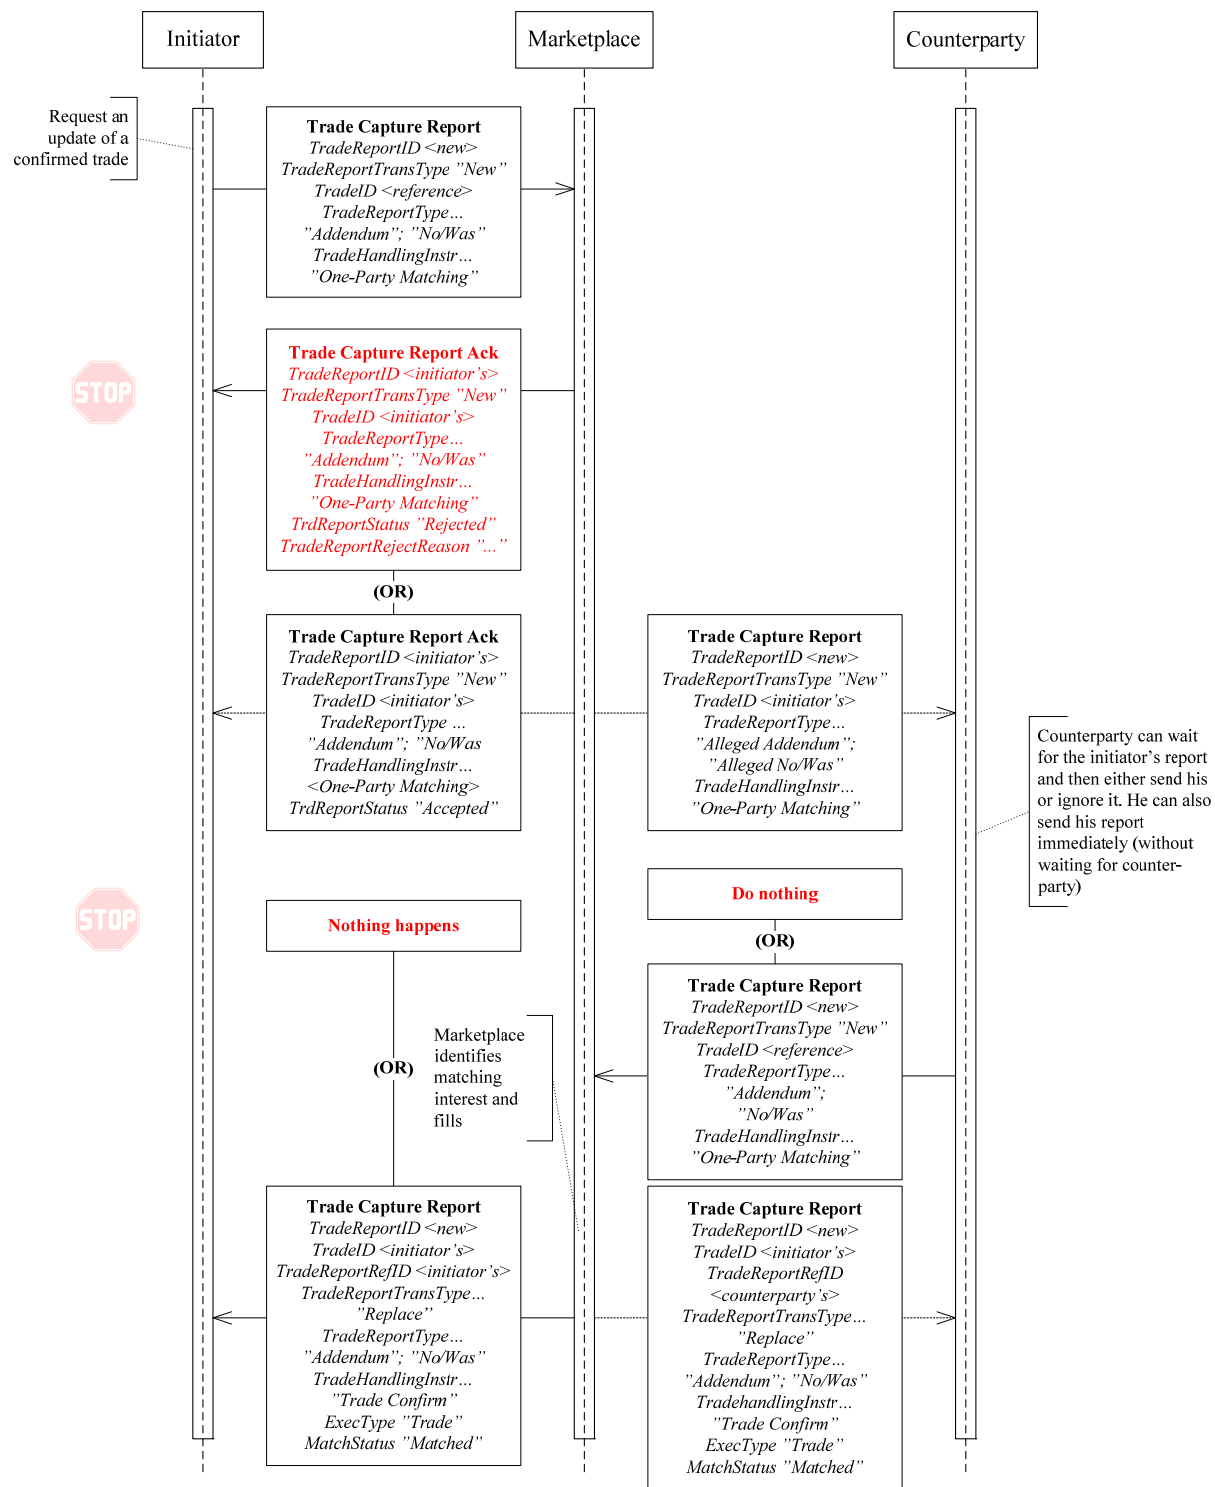 Initiator
Marketplace
Counterparty
Request an
update of a
confirmed trade
Trade Capture Report
TradeReportID <new>
TradeReportTransType ”New”
TradeID <reference>
TradeReportType…
”Addendum”; ”No/Was”
TradeHandlingInstr…
”One-Party Matching”
STOP
Trade Capture Report Ack
TradeReportID <initiator’s>
TradeReportTransType ”New”
TradeID <initiator’s>
TradeReportType…
”Addendum”; ”No/Was”
TradeHandlingInstr…
”One-Party Matching”
TrdReportStatus ”Rejected”
TradeReportRejectReason ”...”
(OR)
Trade Capture Report Ack
TradeReportID <initiator’s>
TradeReportTransType ”New”
TradeID <initiator’s>
TradeReportType …
”Addendum”; ”No/Was
TradeHandlingInstr…
<One-Party Matching>
TrdReportStatus ”Accepted”
Trade Capture Report
TradeReportID <new>
TradeReportTransType ”New”
TradeID <initiator’s>
TradeReportType…
”Alleged Addendum”;
”Alleged No/Was”
TradeHandlingInstr…
”One-Party Matching”
Counterparty can wait
for the initiator’s report
and then either send his
or ignore it. He can also
send his report
immediately (without
waiting for counter-
party)
STOP
Nothing happens
Do nothing
(OR)
Trade Capture Report
TradeReportID <new>
TradeReportTransType ”New”
TradeID <reference>
TradeReportType…
”Addendum”;
”No/Was”
TradeHandlingInstr…
”One-Party Matching”
(OR)
Marketplace
identifies
matching
interest and
fills
Trade Capture Report
TradeReportID <new>
TradeID <initiator’s>
TradeReportRefID <initiator’s>
TradeReportTransType…
”Replace”
TradeReportType…
”Addendum”; ”No/Was”
TradeHandlingInstr…
”Trade Confirm”
ExecType ”Trade”
MatchStatus ”Matched”
Trade Capture Report
TradeReportID <new>
TradeID <initiator’s>
TradeReportRefID
<counterparty’s>
TradeReportTransType…
”Replace”
TradeReportType…
”Addendum”; ”No/Was”
TradehandlingInstr…
”Trade Confirm”
ExecType ”Trade”
MatchStatus ”Matched”